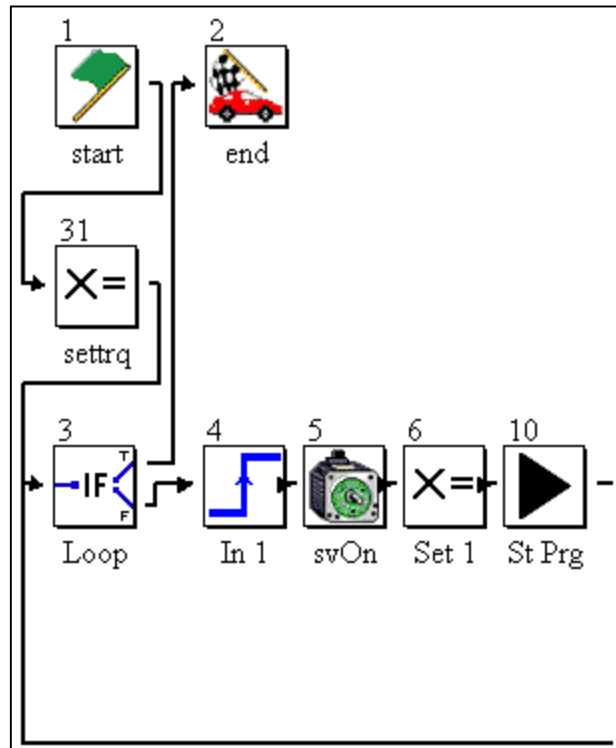 1
2
start
end
31
X=
settrq
3
4
5
6
10
T
IF
F
X=
Loop
In 1
svOn
Set 1
St Prg